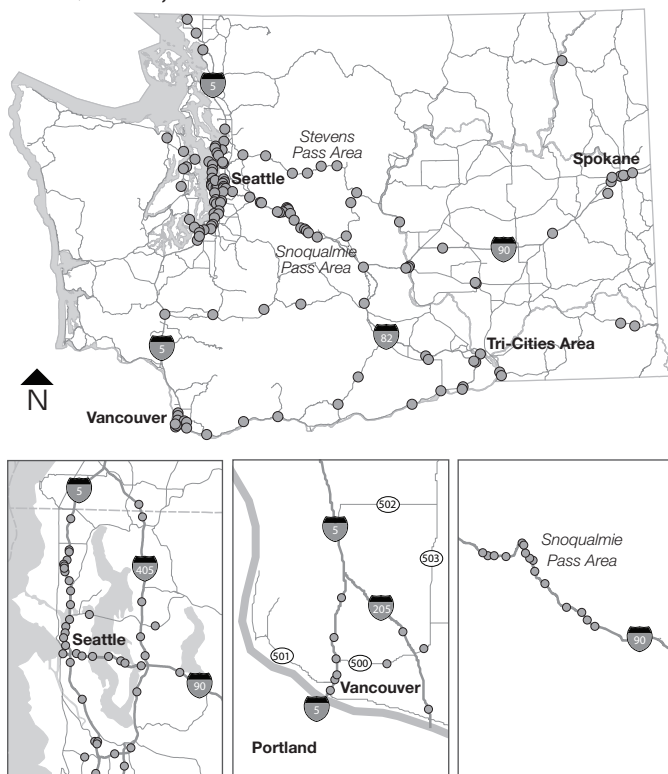 5
Stevens
Pass Area
Spokane
Seattle
Snoqualmie
Pass Area
90
5
82
Tri-Cities Area
N
Vancouver
5
405
Seattle
90
502
5
503
205
501
500
Vancouver
5
Portland
Snoqualmie
Pass Area
90